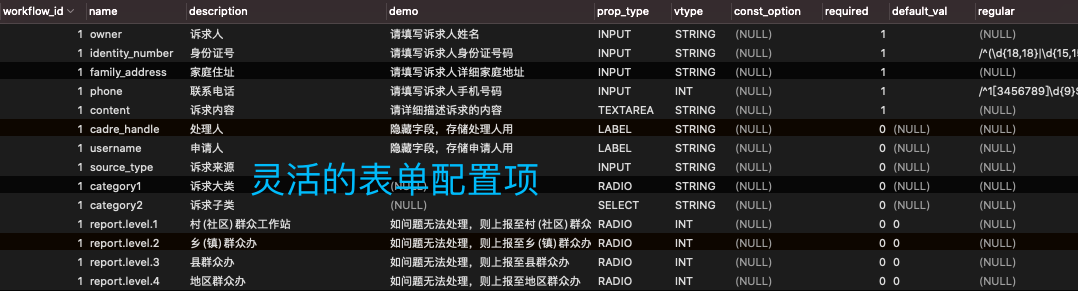 workflow_id name description demo prop_type vtype const_option required default_val regular
1 owner 诉求人 请填写诉求人姓名 INPUT STRING (NULL) 1 (NULL)
1 identity_number 身份证号 请填写诉求人身份证号码 INPUT STRING (NULL) 1 /^(\d{18,18}|\d{15,1
1 family_address 家庭住址 请填写诉求人详细家庭地址 INPUT STRING (NULL) 1 (NULL)
1 phone 联系电话 请填写诉求人手机号码 INPUT INT (NULL) 1 /^1[3456789]\d{9}$
1 content 诉求内容 请详细描述诉求的内容 TEXTAREA STRING (NULL) 1 (NULL)
1 cadre_handle 处理人 隐藏字段，存储处理人用 LABEL STRING (NULL) 0 (NULL) (NULL)
1 username 申请人 隐藏字段，存储申请人用 LABEL STRING (NULL) 0 (NULL) (NULL)
1 source_type 诉求来源 INPUT STRING (NULL) 0 (NULL) (NULL)
灵活的表单配置项
1 category1 诉求大类 (NULL) RADIO STRING (NULL) 0 (NULL) (NULL)
1 category2 诉求子类 (NULL) SELECT STRING (NULL) 0 (NULL) (NULL)
1 report.level.1 村(社区)群众工作站 如问题无法处理，则上报至村(社区)群众 RADIO INT (NULL) 0 0 (NULL)
1 report.level.2 乡(镇)群众办 如问题无法处理，则上报至乡(镇)群众办 RADIO INT (NULL) 0 0 (NULL)
1 report.level.3 县群众办 如问题无法处理，则上报至县群众办 RADIO INT (NULL) 0 0 (NULL)
1 report.level.4 地区群众办 如问题无法处理，则上报至地区群众办 RADIO INT (NULL) 0 0 (NULL)